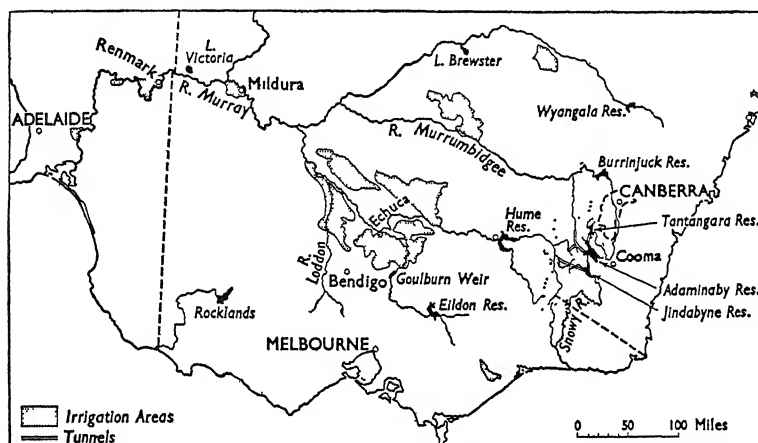 L.
Victoria
Renmark
Mildura
R. Murray
ADELAIDE
L. Brewster
Wyangala Res.
R. Murrumbidgee
Burrinjuck Res.
CANBERRA
Tantangara Res.
Echuca
Hume
Res.
Cooma
R. Loddon
Bendigo
Goulburn Weir
Adaminaby Res.
Jindabyne Res.
Eildon Res.
Snowy R.
Rocklands
MELBOURNE
Irrigation Areas
Tunnels
0 100 Miles